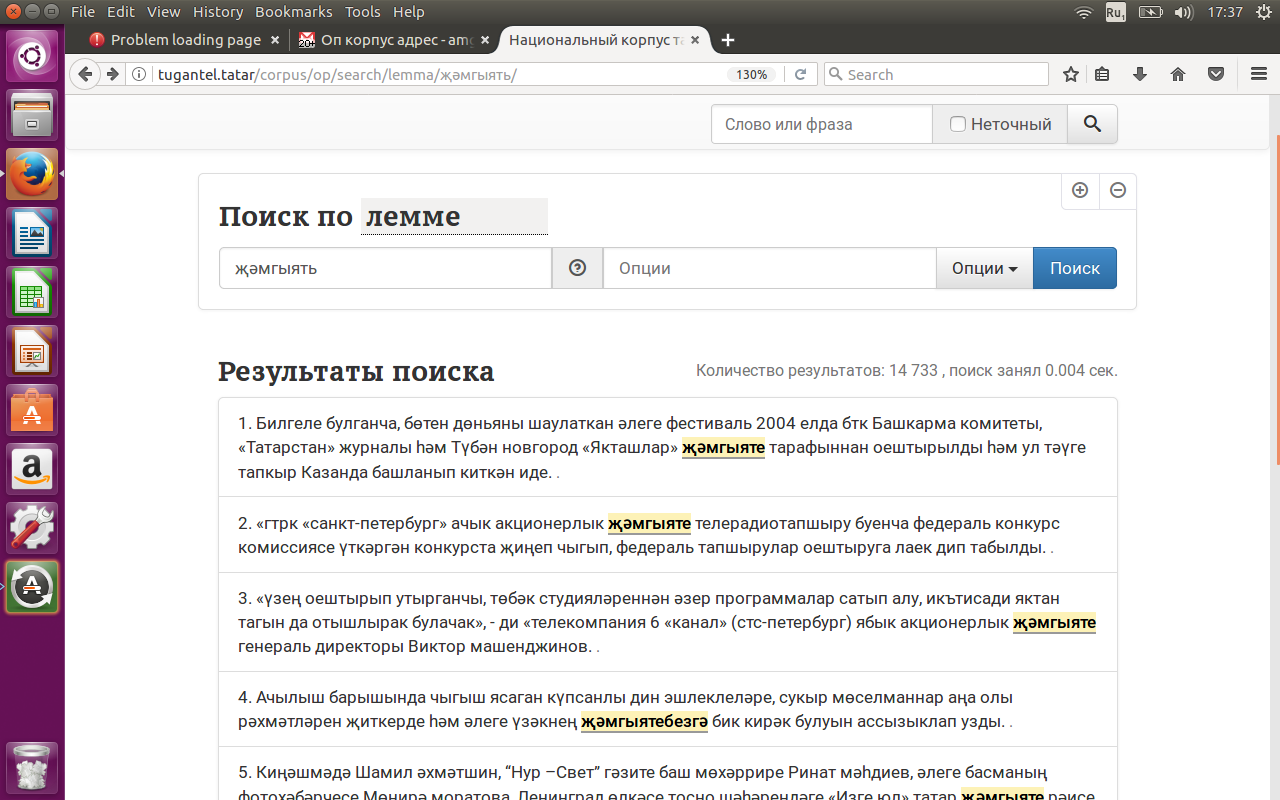 File Edit View History Bookmarks Tools Help Ru1 17:37
Problem loading page × 20+ Оп корпус адрес - amg × Национальный корпус та ×
tugantel.tatar/corpus/op/search/lemma/җәмгыять/ 130% Search
Слово или фраза Неточный
Поиск по лемме
җәмгыять Опции Опции Поиск
Результаты поиска Количество результатов: 14 733 , поиск занял 0.004 сек.
1. Билгеле булганча, бөтен дөньяны шаулаткан әлеге фестиваль 2004 елда бтк Башкарма комитеты,
«Татарстан» журналы һәм Түбән новгород «Якташлар» җәмгыяте тарафыннан оештырылды һәм ул тәүге
тапкыр Казанда башланып киткән иде. .
2. «гтрк «санкт-петербург» ачык акционерлык җәмгыяте телерадиотапшыру буенча федераль конкурс
комиссиясе үткәргән конкурста җиңеп чыгып, федераль тапшырулар оештыруга лаек дип табылды. .
3. «үзең оештырып утырганчы, төбәк студияләреннән әзер программалар сатып алу, икътисади яктан
тагын да отышлырак булачак», - ди «телекомпания 6 «канал» (стс-петербург) ябык акционерлык җәмгыяте
генераль директоры Виктор машенджинов. .
4. Ачылыш барышында чыгыш ясаган күпсанлы дин эшлеклеләре, сукыр мөселманнар аңа олы
рәхмәтләрен җиткерде һәм әлеге үзәкнең җәмгыятебезгә бик кирәк булуын ассызыклап узды. .
5. Киңәшмәдә Шамил әхмәтшин, “Нур –Свет” гәзите баш мөхәррире Ринат мәһдиев, әлеге басманың
фотохәбәрчесе Мөнирә моратова, Ленинград өлкәсе тосно шәһәрендәге «Изге юл» татар җәмгыяте рәисе